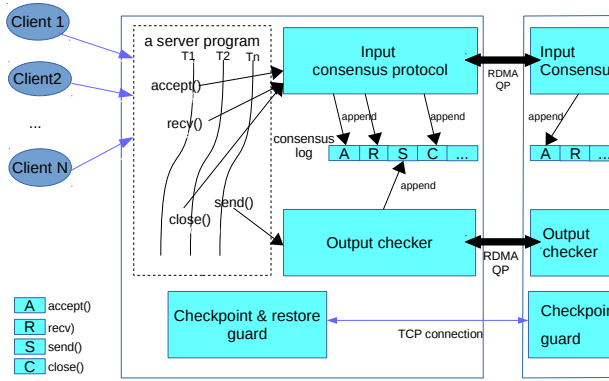 Client 1
Client2
...
Client N
a server program
T1 T2 Tn
accept()
recv()
close()
send()
Input
consensus protocol
RDMA
QP
Input
Consensu
append
append
append
append
consensus
log
A R S C ...
A R ...
append
Output checker
RDMA
QP
Output
checker
Checkpoint & restore
guard
TCP connection
Checkpoin
guard
A accept()
R recv)
S send()
C close()